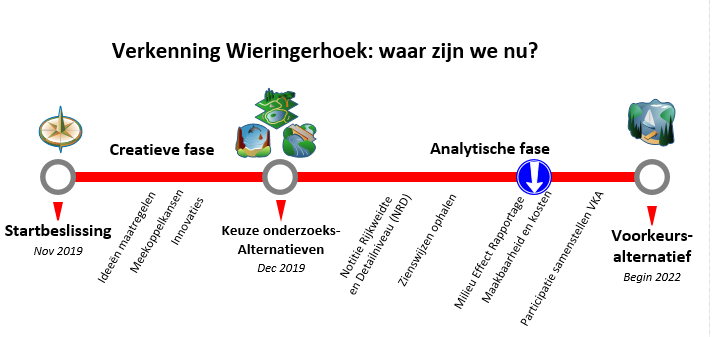 Verkenning Wieringerhoek: waar zijn we nu?
Creatieve fase
Analytische fase
Startbeslissing
Nov 2019
Ideeën maatregelen
Meekoppelkansen
Innovaties
Keuze onderzoeks-
Alternatieven
Dec 2019
Notitie Rijkweidte
en Detailniveau (NRD)
Zienswijzen ophalen
Milieu Effect Rapportage
Maakbaarheid en kosten
Participatie samenstellen VKA
Voorkeurs-
alternatief
Begin 2022